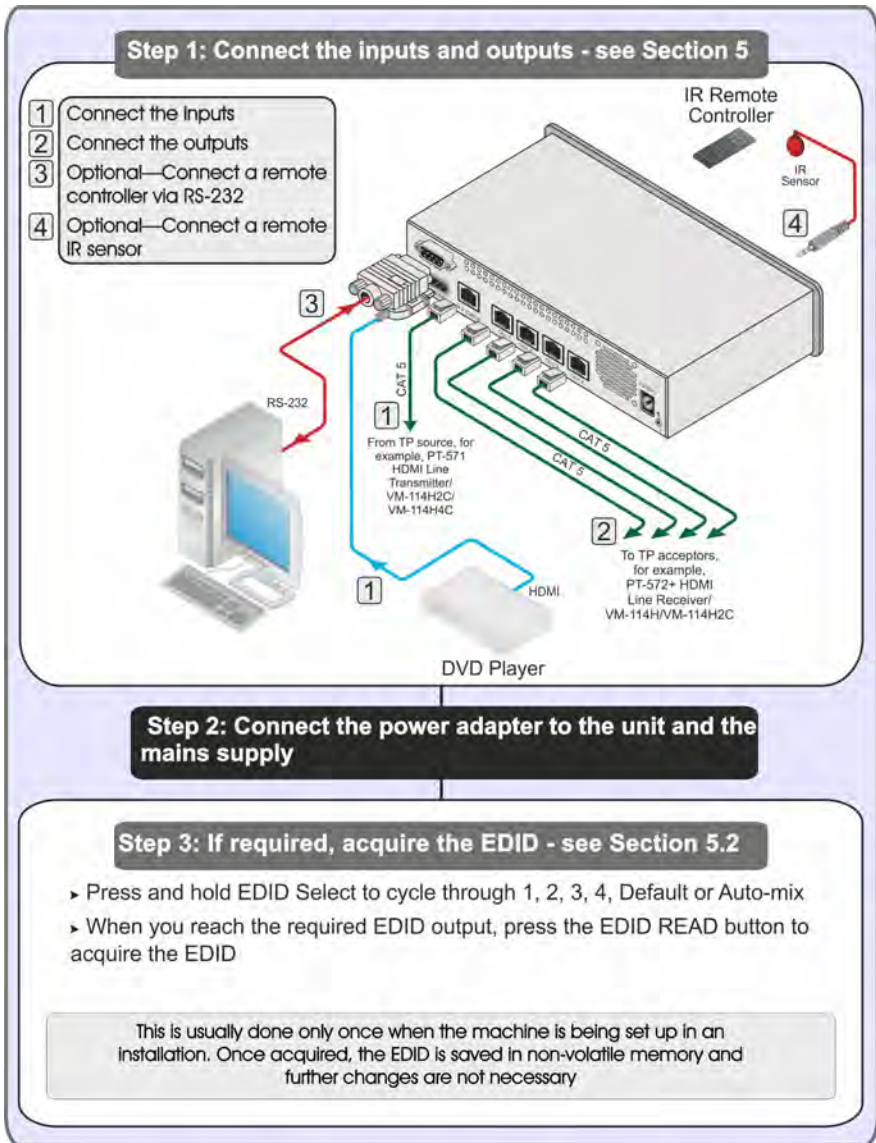 Step 1: Connect the inputs and outputs - see Section 5
1 Connect the Inputs
2 Connect the outputs
3 Optional—Connect a remote
controller via RS-232
4 Optional—Connect a remote
IR sensor
IR Remote
Controller
IR
Sensor
4
3
RS-232
CAT 5
1
From TP source, for
example, PT-571
HDMI Line
Transmitter/
VM-114H2C/
VM-114H4C
CAT 5
CAT 5
2
To TP acceptors,
for example,
PT-572+ HDMI
Line Receiver/
VM-114H/VM-114H2C
1
HDMI
DVD Player
Step 2: Connect the power adapter to the unit and the
mains supply
Step 3: If required, acquire the EDID - see Section 5.2
➤ Press and hold EDID Select to cycle through 1, 2, 3, 4, Default or Auto-mix
➤ When you reach the required EDID output, press the EDID READ button to
acquire the EDID
This is usually done only once when the machine is being set up in an
installation. Once acquired, the EDID is saved in non-volatile memory and
further changes are not necessary